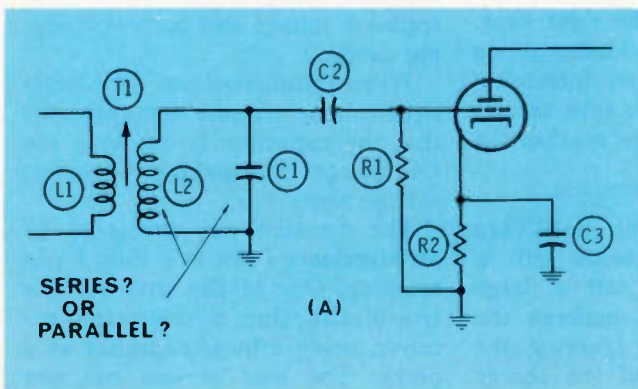 T1
C2
L1
L2
C1
R1
R2
C3
SERIES?
OR
PARALLEL?
(A)